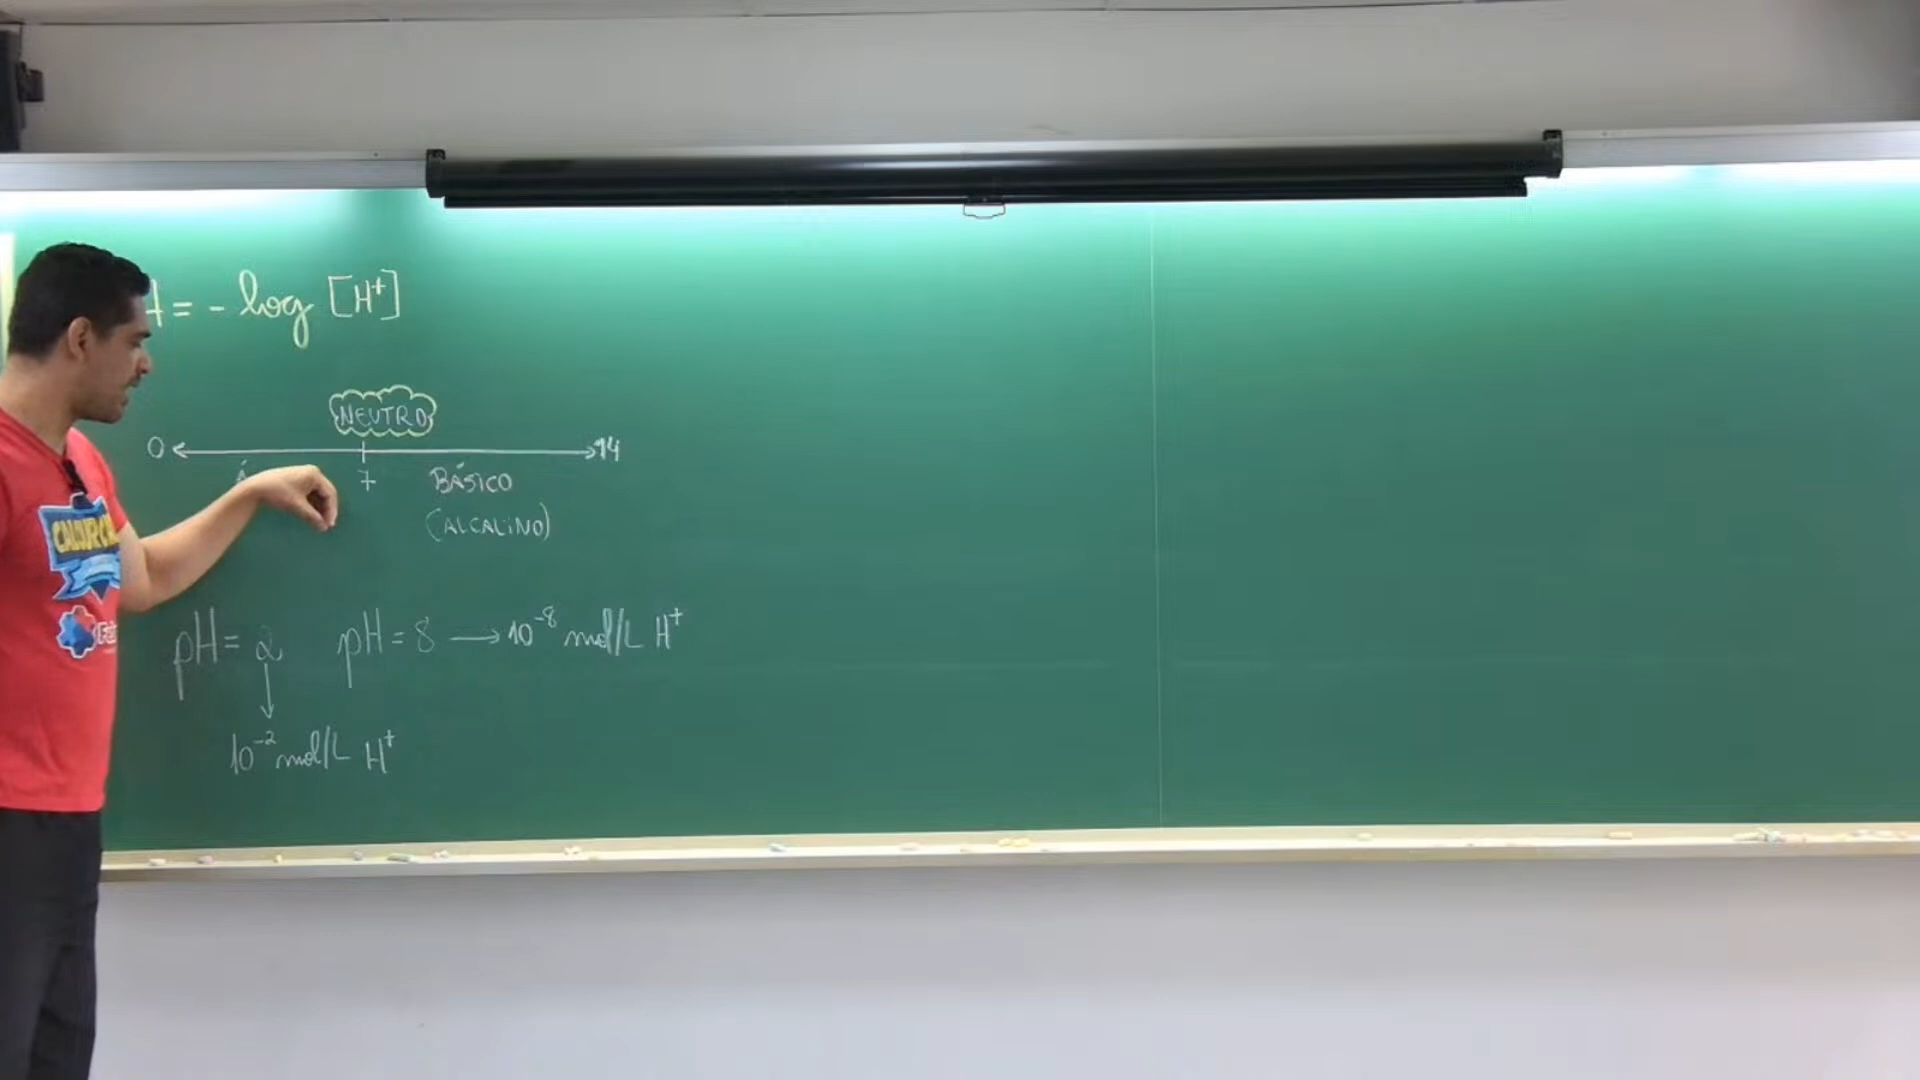 H = - log [H⁺]
NEUTRO
0 14
7 BÁSICO
(ALCALINO)
pH = 2 pH = 8 → 10⁻⁸ mol/L H⁺
10⁻² mol/L H⁺